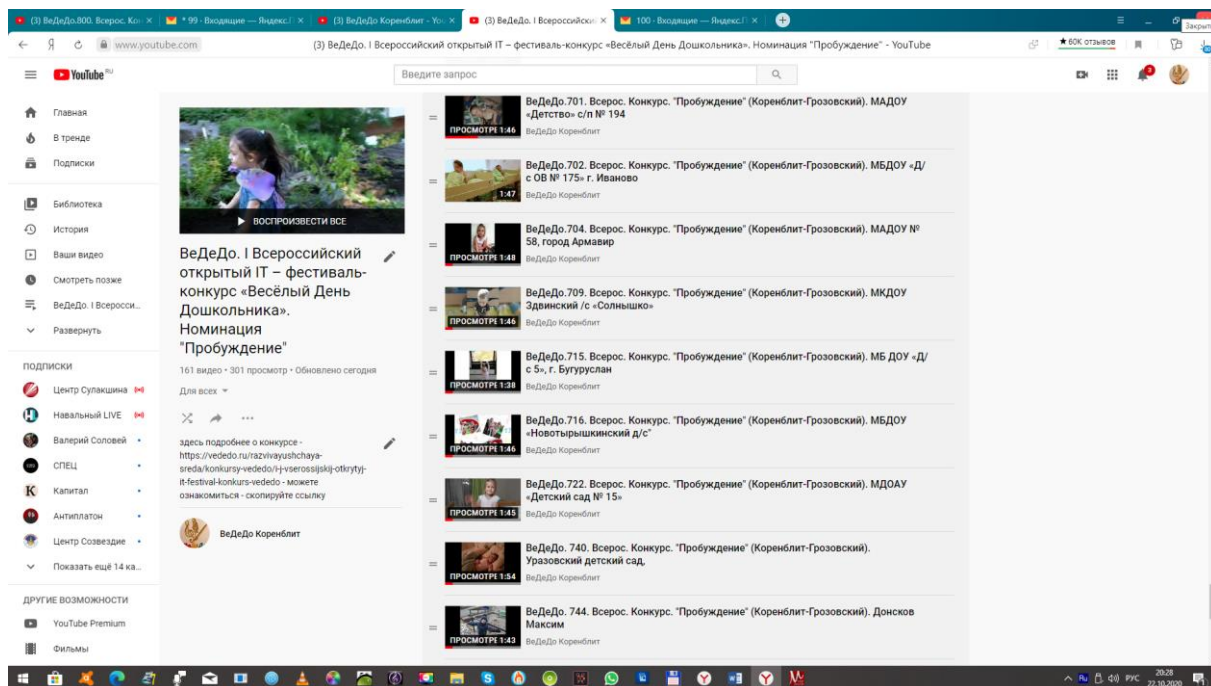 (3) ВеДеДо.800. Всерос. Кон
* 99 · Входящие — Яндекс.
(3) ВеДеДо Коренблит - You
(3) ВеДеДо. I Всероссийски
100 · Входящие — Яндекс.
www.youtube.com
(3) ВеДеДо. I Всероссийский открытый IT – фестиваль-конкурс «Весёлый День Дошкольника». Номинация "Пробуждение" - YouTube
★ 60K отзывов
YouTube RU
Введите запрос
Главная
В тренде
Подписки
Библиотека
История
Ваши видео
Смотреть позже
ВеДеДо. I Всеросси...
Развернуть
ПОДПИСКИ
Центр Сулакшина
Навальный LIVE
Валерий Соловей
СПЕЦ
Капитал
Антиплатон
Центр Созвездие
Показать ещё 14 ка...
ДРУГИЕ ВОЗМОЖНОСТИ
YouTube Premium
Фильмы
ВОСПРОИЗВЕСТИ ВСЕ
ВеДеДо. I Всероссийский
открытый IT – фестиваль-
конкурс «Весёлый День
Дошкольника».
Номинация
"Пробуждение"
161 видео • 301 просмотр • Обновлено сегодня
Для всех
здесь подробнее о конкурсе -
https://vededo.ru/razvivayushchaya-
sreda/konkursy-vededo/i-j-vserossijskij-otkrytyj-
it-festival-konkurs-vededo - можете
ознакомиться - скопируйте ссылку
ВеДеДо Коренблит
ВеДеДо.701. Всерос. Конкурс. "Пробуждение" (Коренблит-Грозовский). МАДОУ
«Детство» с/п № 194
ПРОСМОТРЕ 1:46
ВеДеДо Коренблит
ВеДеДо.702. Всерос. Конкурс. "Пробуждение" (Коренблит-Грозовский). МБДОУ «Д/
с ОВ № 175» г. Иваново
1:47
ВеДеДо Коренблит
ВеДеДо.704. Всерос. Конкурс. "Пробуждение" (Коренблит-Грозовский). МАДОУ №
58, город Армавир
ПРОСМОТРЕ 1:48
ВеДеДо Коренблит
ВеДеДо.709. Всерос. Конкурс. "Пробуждение" (Коренблит-Грозовский). МКДОУ
Здвинский /с «Солнышко»
ПРОСМОТРЕ 1:46
ВеДеДо Коренблит
ВеДеДо.715. Всерос. Конкурс. "Пробуждение" (Коренблит-Грозовский). МБ ДОУ «Д/
с 5», г. Бугуруслан
ПРОСМОТРЕ 1:38
ВеДеДо Коренблит
ВеДеДо.716. Всерос. Конкурс. "Пробуждение" (Коренблит-Грозовский). МБДОУ
«Новотырышкинский д/с"
ПРОСМОТРЕ 1:46
ВеДеДо Коренблит
ВеДеДо.722. Всерос. Конкурс. "Пробуждение" (Коренблит-Грозовский). МДОАУ
«Детский сад № 15»
ПРОСМОТРЕ 1:45
ВеДеДо Коренблит
ВеДеДо. 740. Всерос. Конкурс. "Пробуждение" (Коренблит-Грозовский).
Уразовский детский сад,
ПРОСМОТРЕ 1:54
ВеДеДо Коренблит
ВеДеДо. 744. Всерос. Конкурс. "Пробуждение" (Коренблит-Грозовский). Донсков
Максим
ПРОСМОТРЕ 1:43
ВеДеДо Коренблит
Закрыт
РУС
20:28
22.10.2020